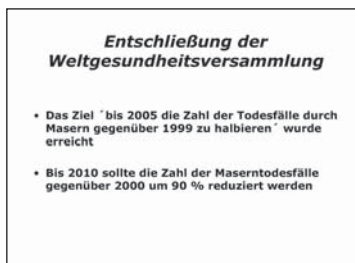 Entschließung der
Weltgesundheitsversammlung
• Das Ziel ´bis 2005 die Zahl der Todesfälle durch
Masern gegenüber 1999 zu halbieren´ wurde
erreicht
• Bis 2010 sollte die Zahl der Maserntodesfälle
gegenüber 2000 um 90 % reduziert werden